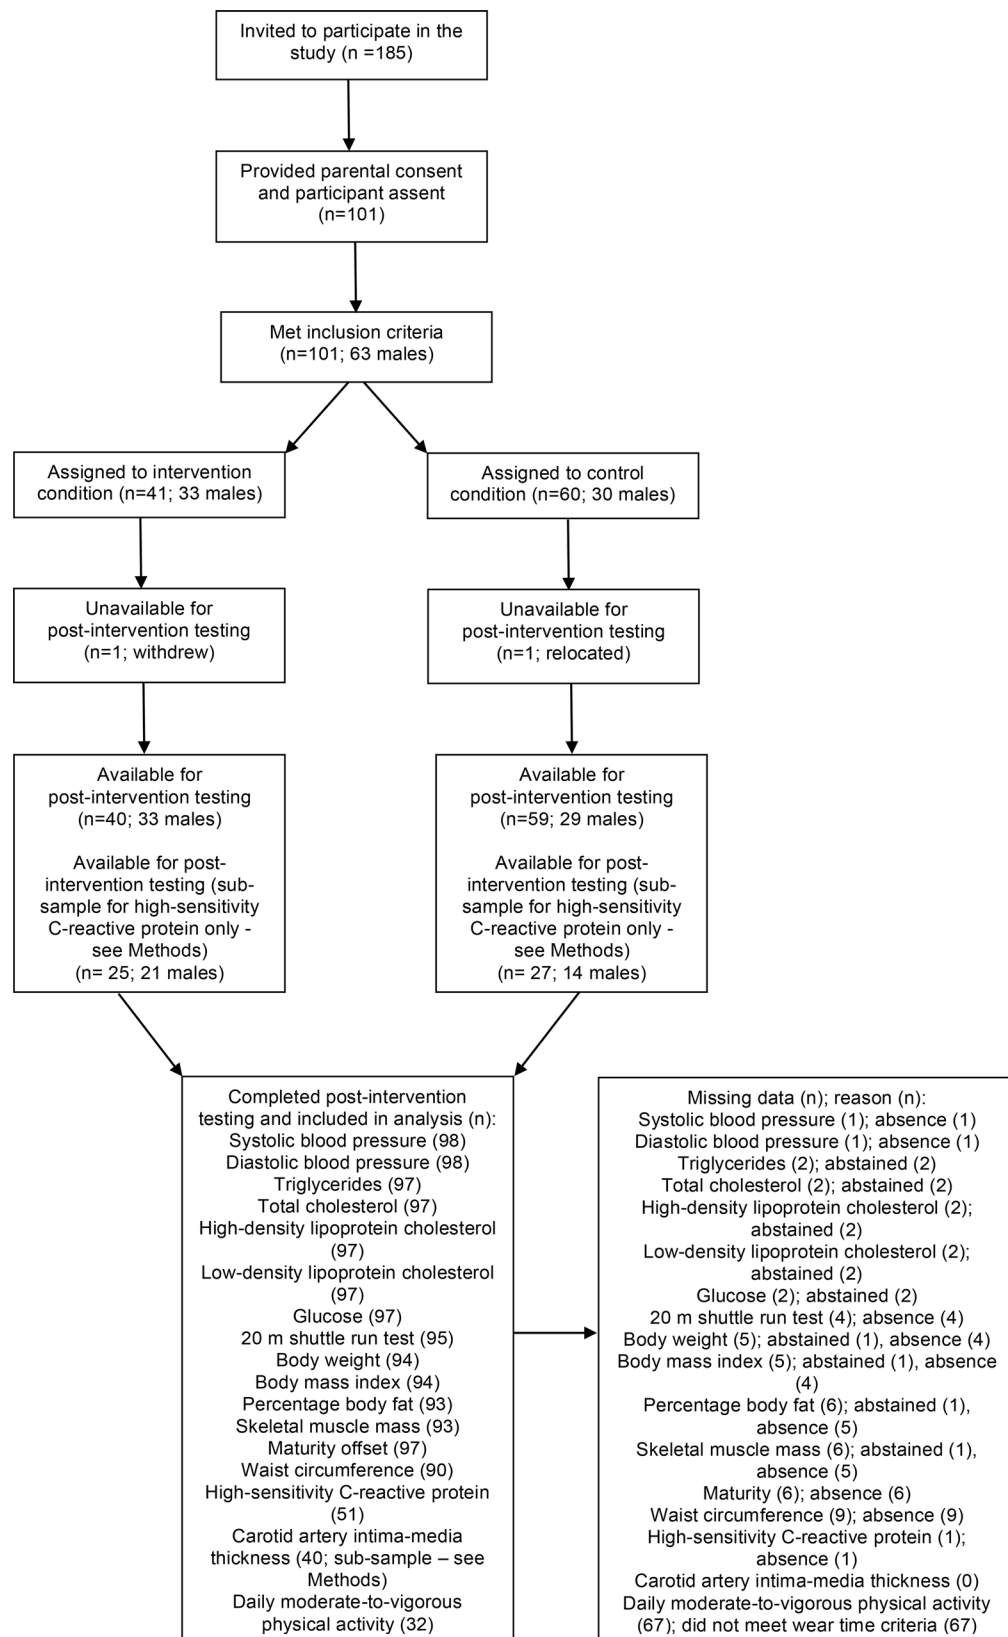 Invited to participate in the
study (n =185)
Provided parental consent
and participant assent
(n=101)
Met inclusion criteria
(n=101; 63 males)
Assigned to intervention
condition (n=41; 33 males)
Assigned to control
condition (n=60; 30 males)
Unavailable for
post-intervention testing
(n=1; withdrew)
Unavailable for
post-intervention testing
(n=1; relocated)
Available for
post-intervention testing
(n=40; 33 males)
Available for post-
intervention testing (sub-
sample for high-sensitivity
C-reactive protein only -
see Methods)
(n= 25; 21 males)
Available for
post-intervention testing
(n=59; 29 males)
Available for post-
intervention testing (sub-
sample for high-sensitivity
C-reactive protein only -
see Methods)
(n= 27; 14 males)
Completed post-intervention
testing and included in analysis (n):
Systolic blood pressure (98)
Diastolic blood pressure (98)
Triglycerides (97)
Total cholesterol (97)
High-density lipoprotein cholesterol
(97)
Low-density lipoprotein cholesterol
(97)
Glucose (97)
20 m shuttle run test (95)
Body weight (94)
Body mass index (94)
Percentage body fat (93)
Skeletal muscle mass (93)
Maturity offset (97)
Waist circumference (90)
High-sensitivity C-reactive protein
(51)
Carotid artery intima-media
thickness (40; sub-sample – see
Methods)
Daily moderate-to-vigorous
physical activity (32)
Missing data (n); reason (n):
Systolic blood pressure (1); absence (1)
Diastolic blood pressure (1); absence (1)
Triglycerides (2); abstained (2)
Total cholesterol (2); abstained (2)
High-density lipoprotein cholesterol (2);
abstained (2)
Low-density lipoprotein cholesterol (2);
abstained (2)
Glucose (2); abstained (2)
20 m shuttle run test (4); absence (4)
Body weight (5); abstained (1), absence (4)
Body mass index (5); abstained (1), absence
(4)
Percentage body fat (6); abstained (1),
absence (5)
Skeletal muscle mass (6); abstained (1),
absence (5)
Maturity (6); absence (6)
Waist circumference (9); absence (9)
High-sensitivity C-reactive protein (1);
absence (1)
Carotid artery intima-media thickness (0)
Daily moderate-to-vigorous physical activity
(67); did not meet wear time criteria (67)